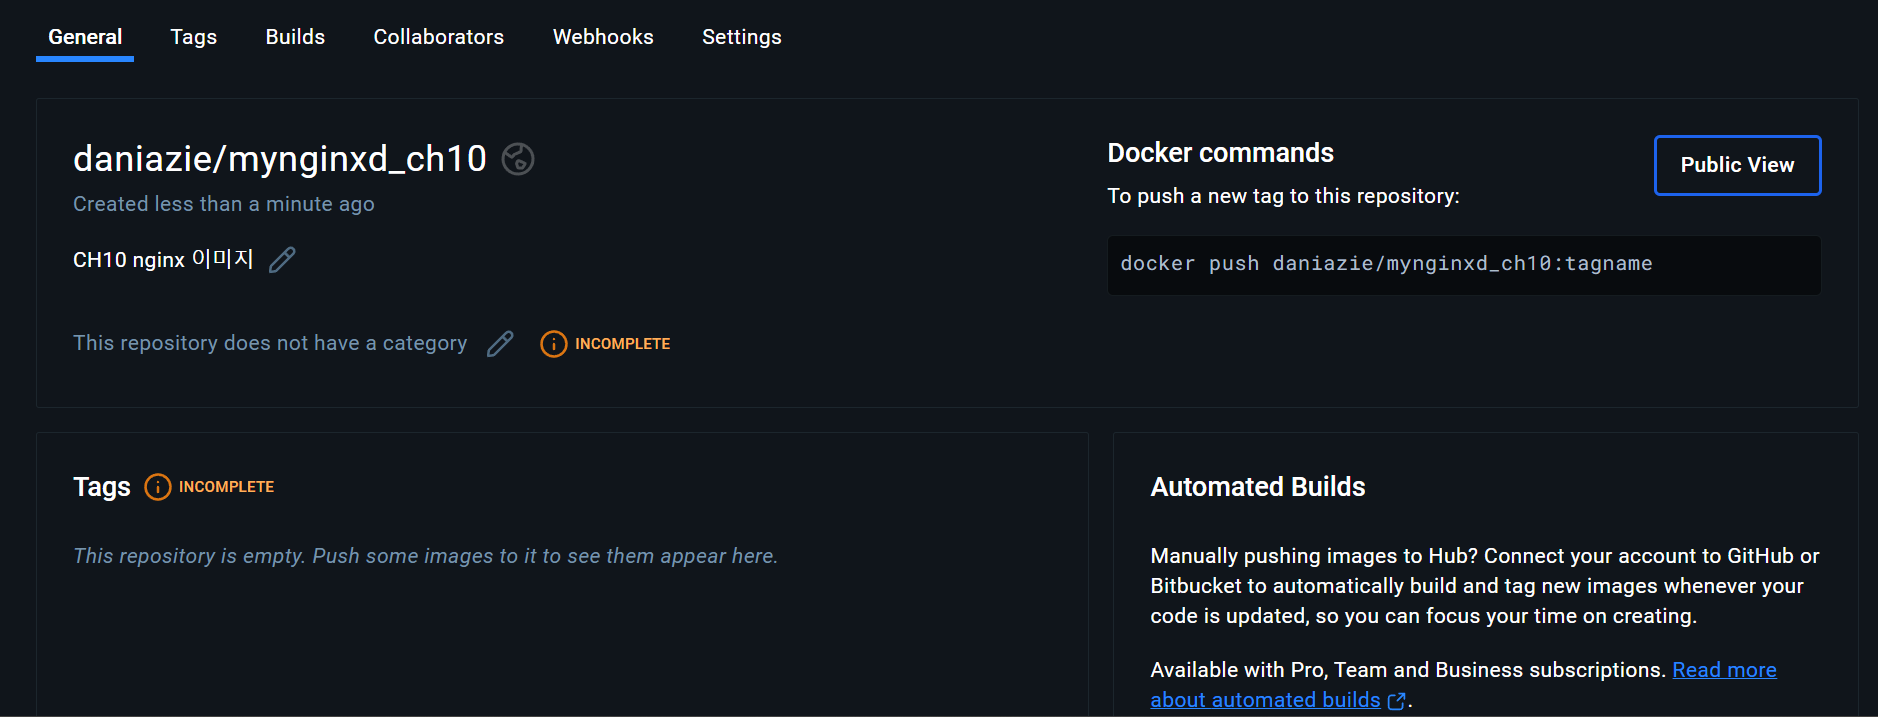 General Tags Builds Collaborators Webhooks Settings
daniazie/mynginxd_ch10
Created less than a minute ago
CH10 nginx 이미지
This repository does not have a category INCOMPLETE
Docker commands
Public View
To push a new tag to this repository:
docker push daniazie/mynginxd_ch10:tagname
Tags INCOMPLETE
This repository is empty. Push some images to it to see them appear here.
Automated Builds
Manually pushing images to Hub? Connect your account to GitHub or
Bitbucket to automatically build and tag new images whenever your
code is updated, so you can focus your time on creating.
Available with Pro, Team and Business subscriptions. Read more
about automated builds.